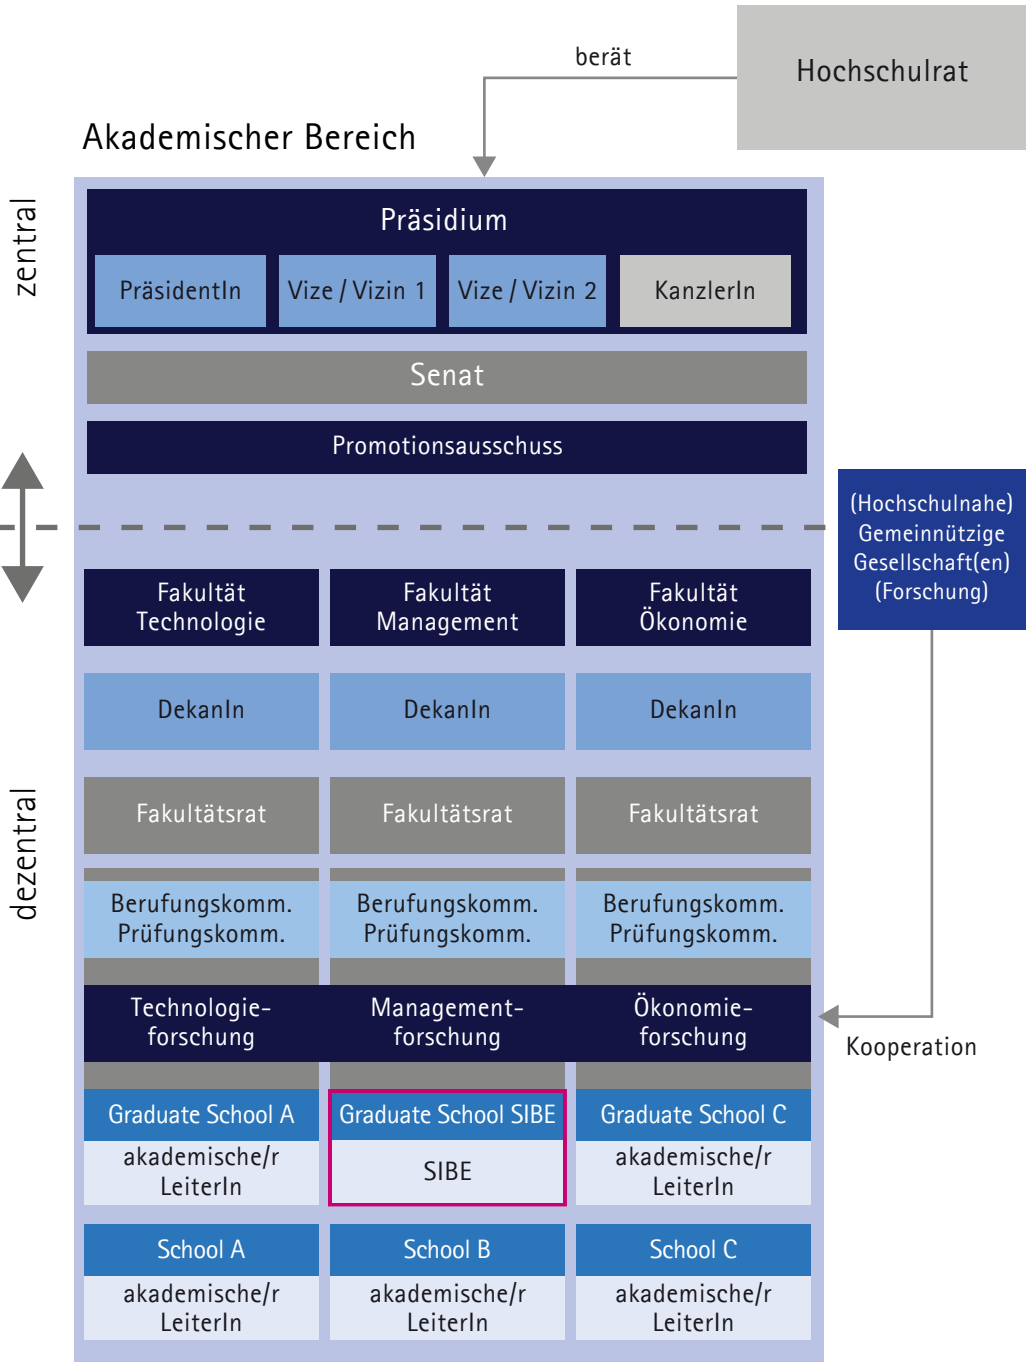 berät
Hochschulrat
Akademischer Bereich
zentral
Präsidium
PräsidentIn
Vize / Vizin 1
Vize / Vizin 2
KanzlerIn
Senat
Promotionsausschuss
(Hochschulnahe)
Gemeinnützige
Gesellschaft(en)
(Forschung)
dezentral
Fakultät
Technologie
Fakultät
Management
Fakultät
Ökonomie
DekanIn
DekanIn
DekanIn
Fakultätsrat
Fakultätsrat
Fakultätsrat
Berufungskomm.
Prüfungskomm.
Berufungskomm.
Prüfungskomm.
Berufungskomm.
Prüfungskomm.
Technologie-
forschung
Management-
forschung
Ökonomie-
forschung
Kooperation
Graduate School A
akademische/r
LeiterIn
Graduate School SIBE
SIBE
Graduate School C
akademische/r
LeiterIn
School A
akademische/r
LeiterIn
School B
akademische/r
LeiterIn
School C
akademische/r
LeiterIn